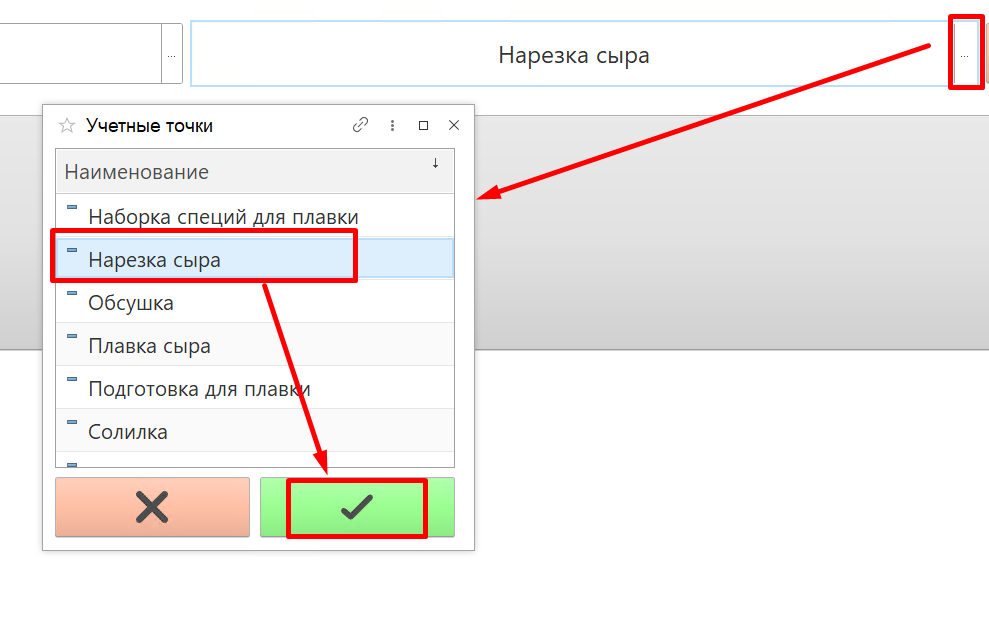 ...
Нарезка сыра
...
Учетные точки
Наименование
Наборка специй для плавки
Нарезка сыра
Обсушка
Плавка сыра
Подготовка для плавки
Солилка